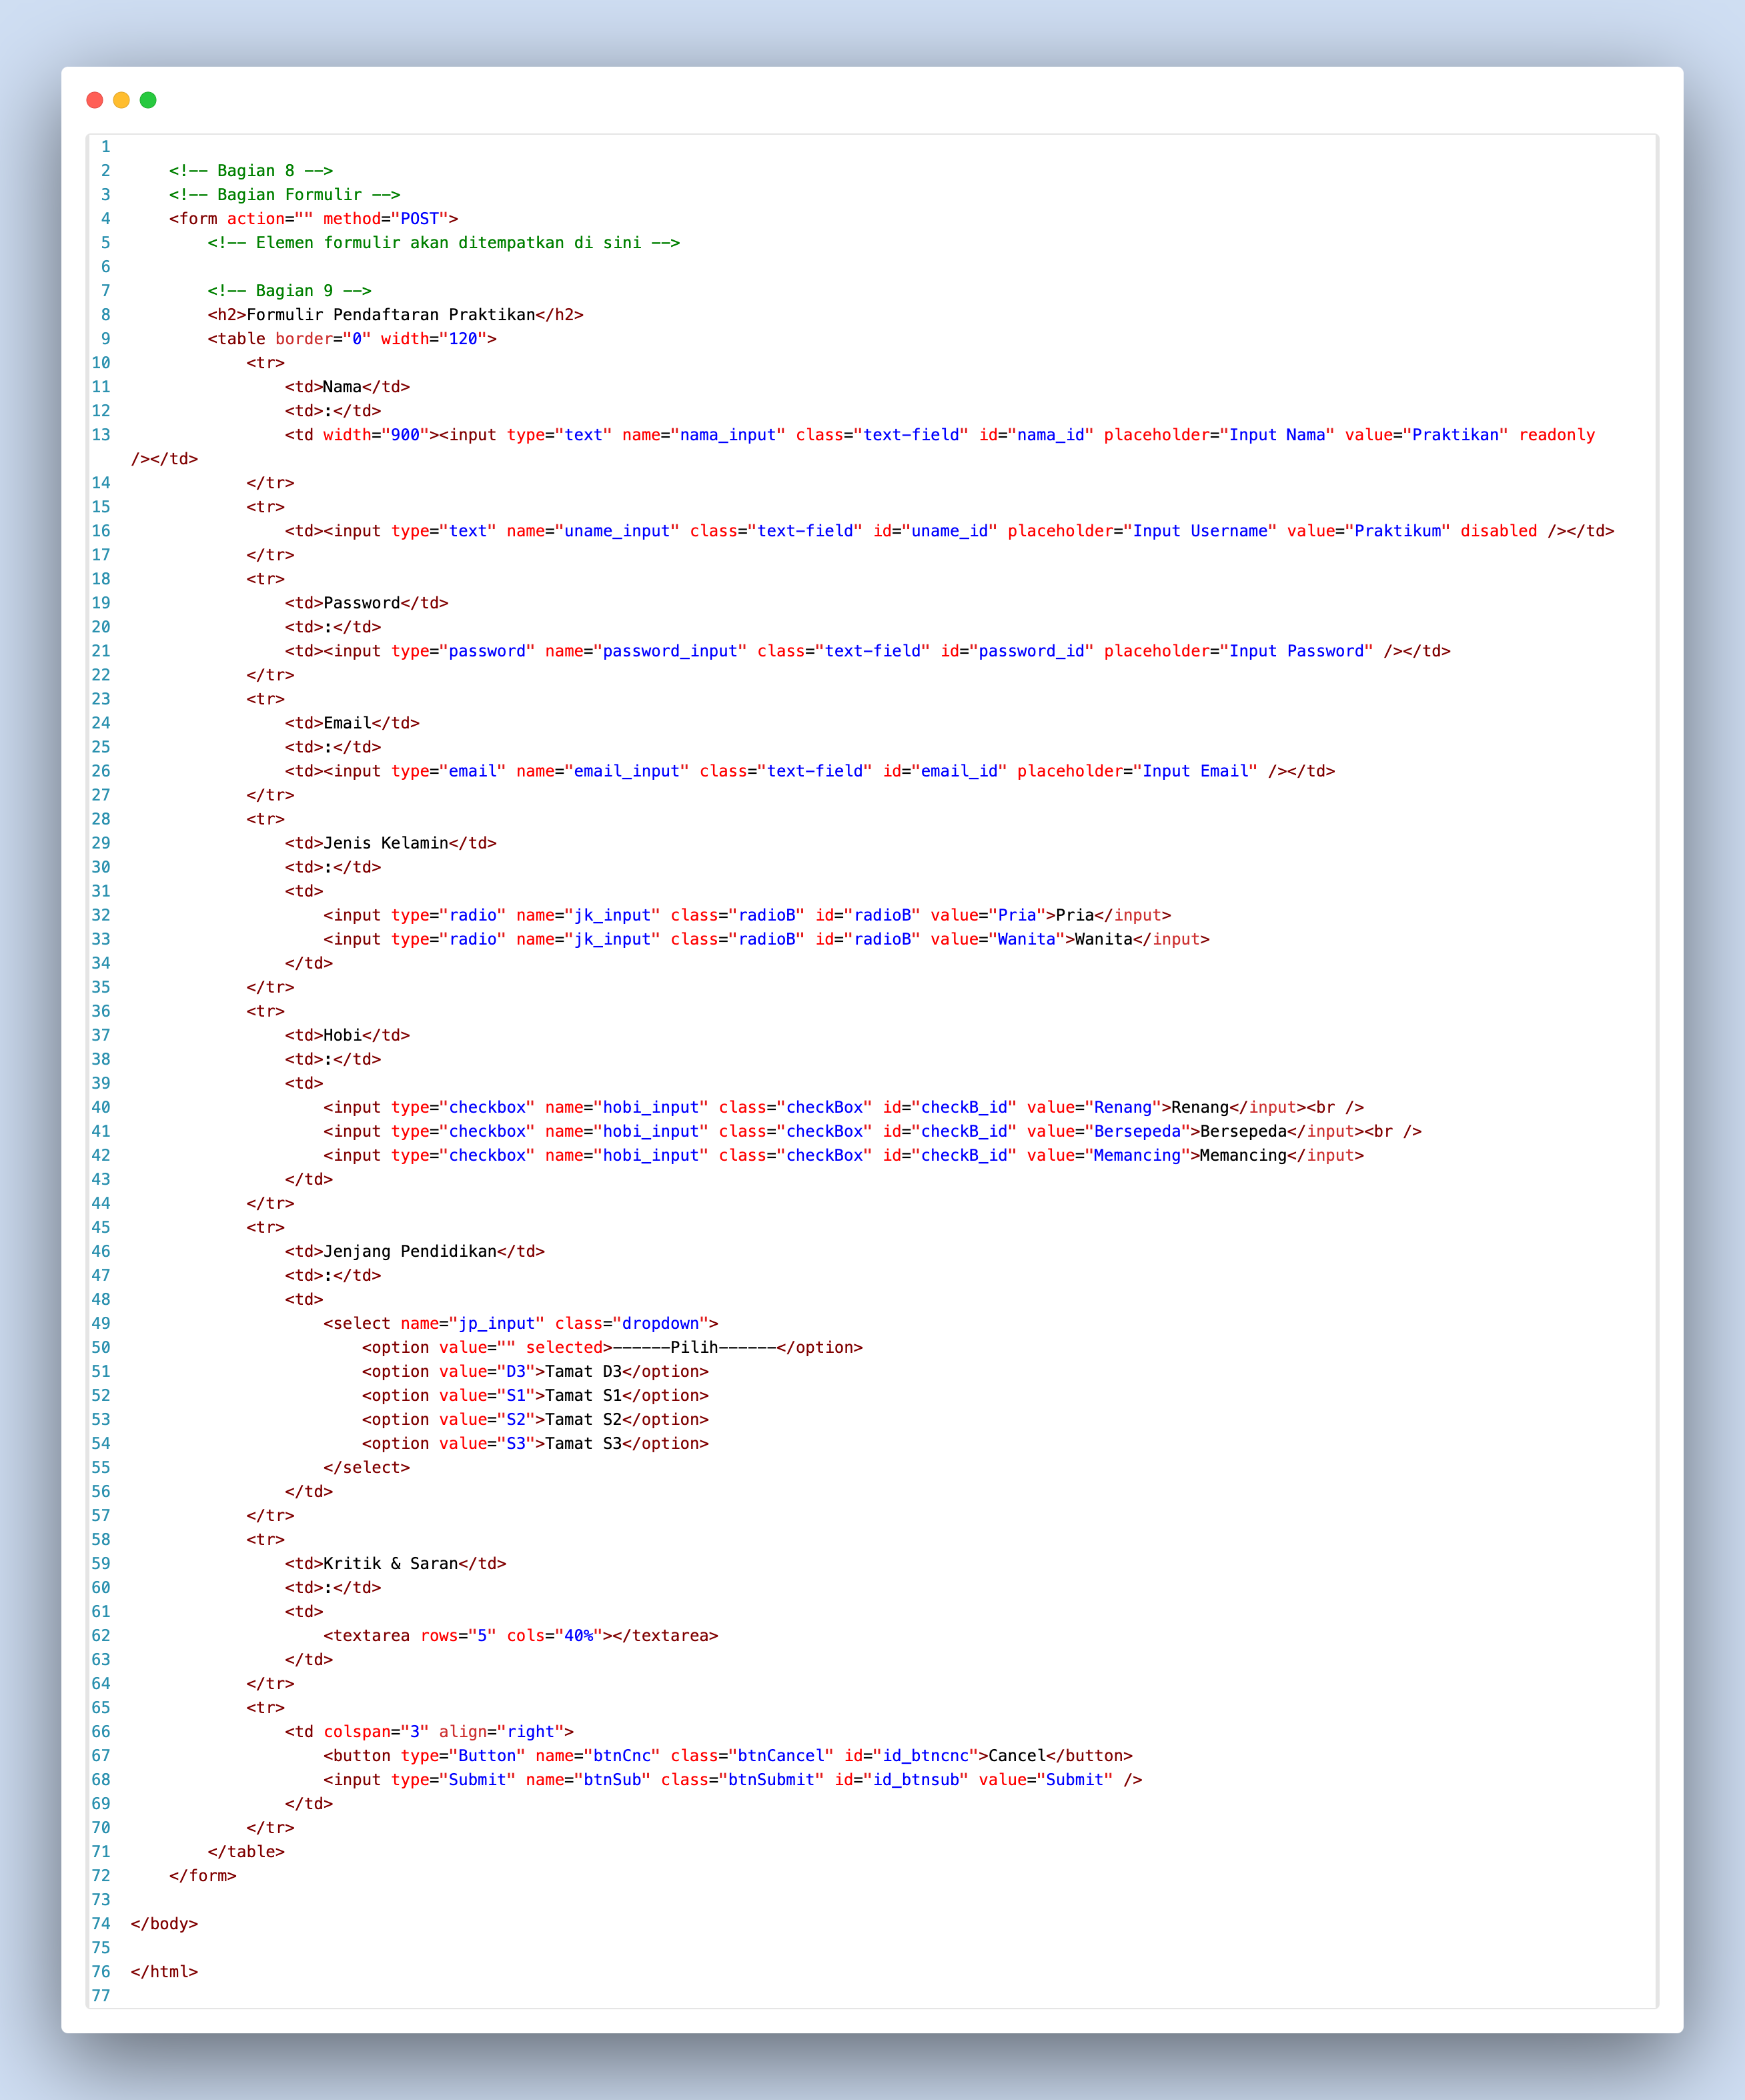 1
2     <!-- Bagian 8 -->
3     <!-- Bagian Formulir -->
4     <form action="" method="POST">
5         <!-- Elemen formulir akan ditempatkan di sini -->
6
7         <!-- Bagian 9 -->
8         <h2>Formulir Pendaftaran Praktikan</h2>
9         <table border="0" width="120">
10             <tr>
11                 <td>Nama</td>
12                 <td>:</td>
13                 <td width="900"><input type="text" name="nama_input" class="text-field" id="nama_id" placeholder="Input Nama" value="Praktikan" readonly
/></td>
14             </tr>
15             <tr>
16                 <td><input type="text" name="uname_input" class="text-field" id="uname_id" placeholder="Input Username" value="Praktikum" disabled /></td>
17             </tr>
18             <tr>
19                 <td>Password</td>
20                 <td>:</td>
21                 <td><input type="password" name="password_input" class="text-field" id="password_id" placeholder="Input Password" /></td>
22             </tr>
23             <tr>
24                 <td>Email</td>
25                 <td>:</td>
26                 <td><input type="email" name="email_input" class="text-field" id="email_id" placeholder="Input Email" /></td>
27             </tr>
28             <tr>
29                 <td>Jenis Kelamin</td>
30                 <td>:</td>
31                 <td>
32                     <input type="radio" name="jk_input" class="radioB" id="radioB" value="Pria">Pria</input>
33                     <input type="radio" name="jk_input" class="radioB" id="radioB" value="Wanita">Wanita</input>
34                 </td>
35             </tr>
36             <tr>
37                 <td>Hobi</td>
38                 <td>:</td>
39                 <td>
40                     <input type="checkbox" name="hobi_input" class="checkBox" id="checkB_id" value="Renang">Renang</input><br />
41                     <input type="checkbox" name="hobi_input" class="checkBox" id="checkB_id" value="Bersepeda">Bersepeda</input><br />
42                     <input type="checkbox" name="hobi_input" class="checkBox" id="checkB_id" value="Memancing">Memancing</input>
43                 </td>
44             </tr>
45             <tr>
46                 <td>Jenjang Pendidikan</td>
47                 <td>:</td>
48                 <td>
49                     <select name="jp_input" class="dropdown">
50                         <option value="" selected>------Pilih------</option>
51                         <option value="D3">Tamat D3</option>
52                         <option value="S1">Tamat S1</option>
53                         <option value="S2">Tamat S2</option>
54                         <option value="S3">Tamat S3</option>
55                     </select>
56                 </td>
57             </tr>
58             <tr>
59                 <td>Kritik & Saran</td>
60                 <td>:</td>
61                 <td>
62                     <textarea rows="5" cols="40%"></textarea>
63                 </td>
64             </tr>
65             <tr>
66                 <td colspan="3" align="right">
67                     <button type="Button" name="btnCnc" class="btnCancel" id="id_btncnc">Cancel</button>
68                     <input type="Submit" name="btnSub" class="btnSubmit" id="id_btnsub" value="Submit" />
69                 </td>
70             </tr>
71         </table>
72     </form>
73
74 </body>
75
76 </html>
77